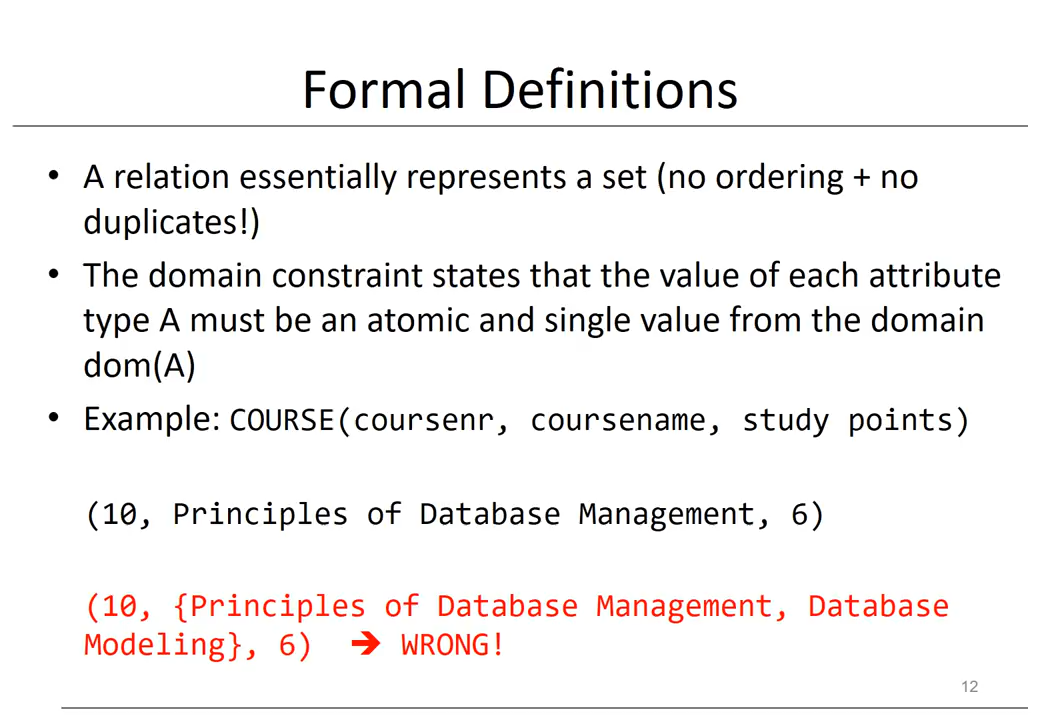 Formal Definitions
• A relation essentially represents a set (no ordering + no
duplicates!)
• The domain constraint states that the value of each attribute
type A must be an atomic and single value from the domain
dom(A)
• Example: COURSE(coursenr, coursename, study points)
(10, Principles of Database Management, 6)
(10, {Principles of Database Management, Database
Modeling}, 6) ➔ WRONG!
12